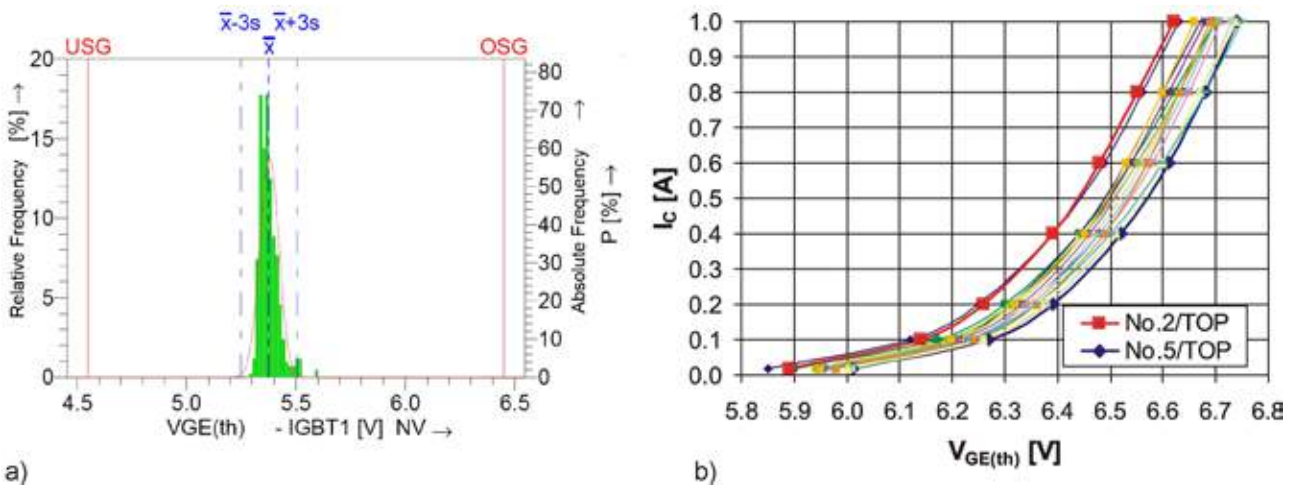 x̄-3s x̄+3s
USG x̄ OSG
Relative Frequency [%] →
20
15
10
5
0
Absolute Frequency →
P [%] →
80
70
60
50
40
30
20
10
0
4.5 5.0 5.5 6.0 6.5
VGE(th) - IGBT1 [V] NV →
a)
I_C [A]
1.0
0.9
0.8
0.7
0.6
0.5
0.4
0.3
0.2
0.1
0.0
No.2/TOP
No.5/TOP
5.8 5.9 6.0 6.1 6.2 6.3 6.4 6.5 6.6 6.7 6.8
V_GE(th) [V]
b)